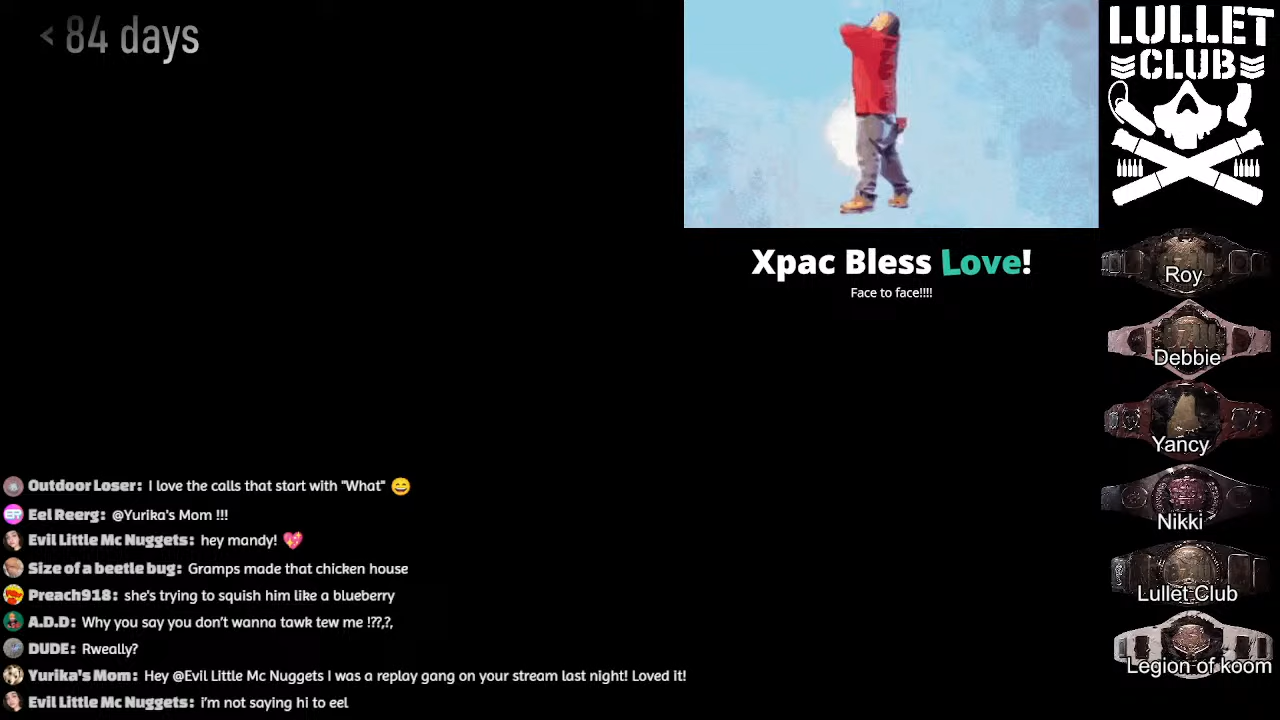 < 84 days
LULLET
CLUB
Xpac Bless Love!
Face to face!!!!
Roy
Debbie
Yancy
Nikki
Lullet Club
Legion of koom
Outdoor Loser: I love the calls that start with "What" 😄
Eel Reerg: @Yurika's Mom !!!
Evil Little Mc Nuggets: hey mandy! 💖
Size of a beetle bug: Gramps made that chicken house
Preach918: she's trying to squish him like a blueberry
A.D.D: Why you say you don't wanna tawk tew me !??,?,
DUDE: Rweally?
Yurika's Mom: Hey @Evil Little Mc Nuggets I was a replay gang on your stream last night! Loved it!
Evil Little Mc Nuggets: i'm not saying hi to eel